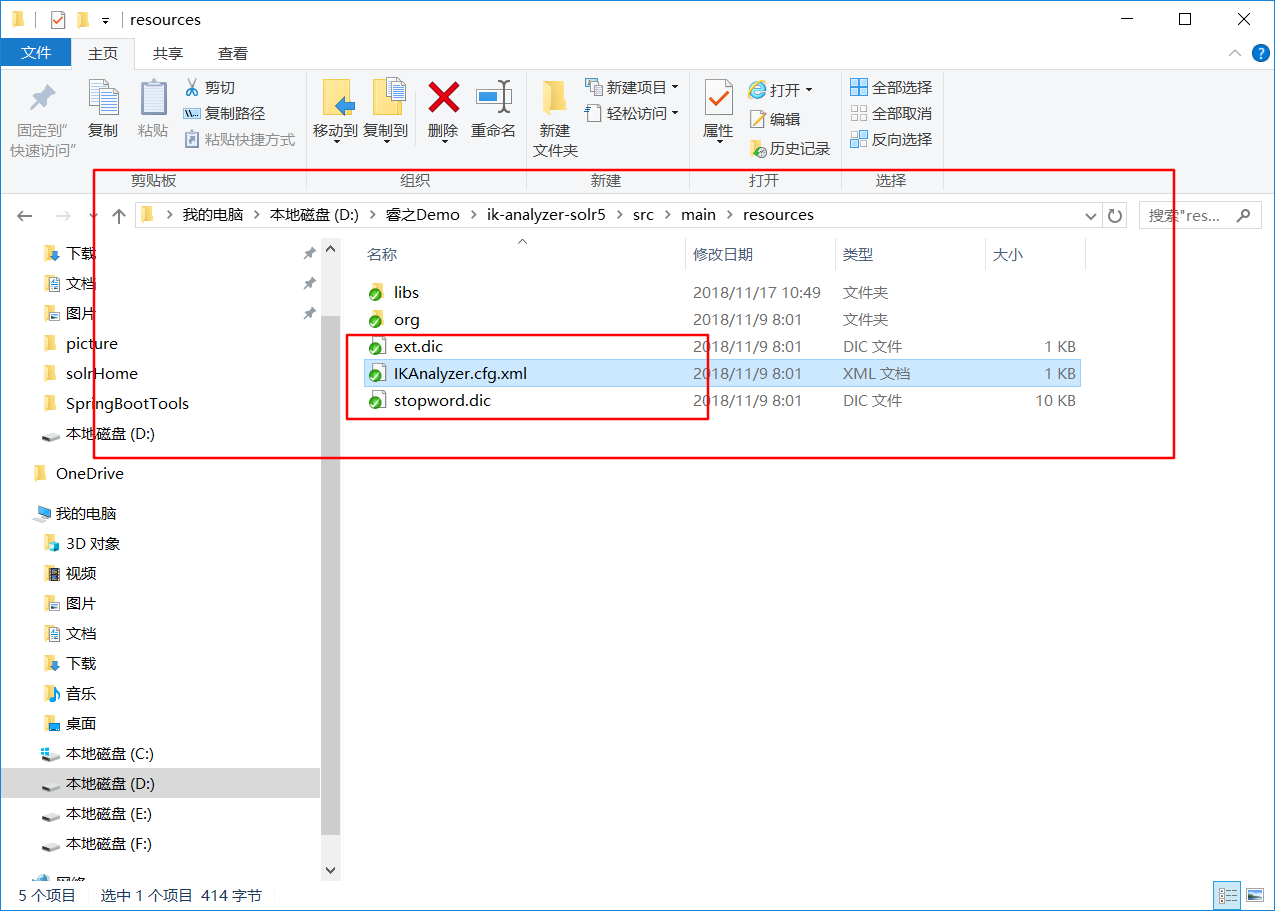 resources
文件 主页 共享 查看
固定到"快速访问" 复制 粘贴 剪切 复制路径 粘贴快捷方式
移动到 复制到 删除 重命名
新建文件夹 新建项目 轻松访问
属性 打开 编辑 历史记录
全部选择 全部取消 反向选择
剪贴板 组织 新建 打开 选择
我的电脑 本地磁盘 (D:) 睿之Demo ik-analyzer-solr5 src main resources
搜索"res...
下载
文档
图片
picture
solrHome
SpringBootTools
本地磁盘 (D:)
OneDrive
我的电脑
3D 对象
视频
图片
文档
下载
音乐
桌面
本地磁盘 (C:)
本地磁盘 (D:)
本地磁盘 (E:)
本地磁盘 (F:)
网络
名称 修改日期 类型 大小
libs 2018/11/17 10:49 文件夹
org 2018/11/9 8:01 文件夹
ext.dic 2018/11/9 8:01 DIC 文件 1 KB
IKAnalyzer.cfg.xml 2018/11/9 8:01 XML 文档 1 KB
stopword.dic 2018/11/9 8:01 DIC 文件 10 KB
5 个项目 选中 1 个项目 414 字节